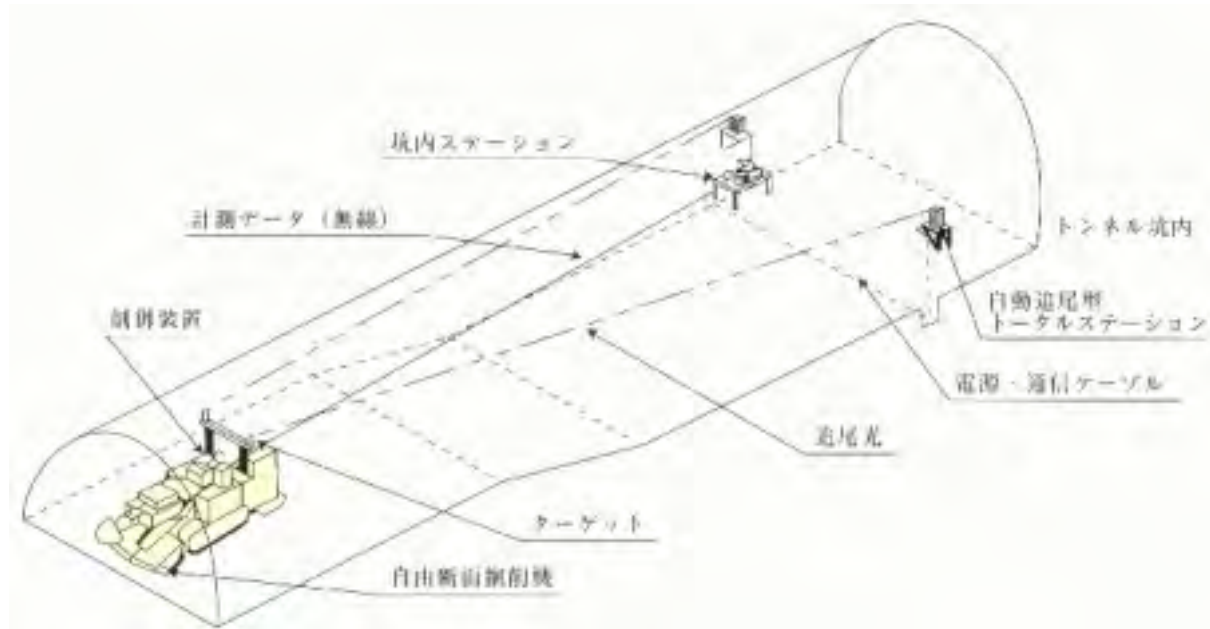 坑内ステーション
計測データ（無線）
トンネル坑内
自動追尾型
トータルステーション
制御装置
電源・通信ケーブル
追尾光
ターゲット
自由断面掘削機